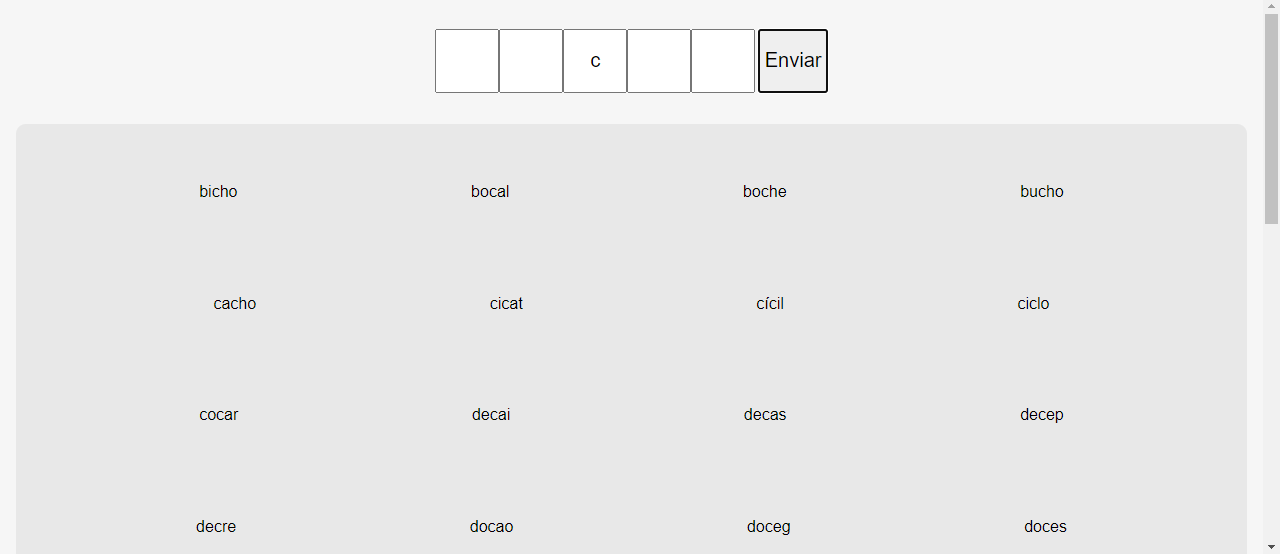 c Enviar
bicho bocal boche bucho
cacho cicat cícil ciclo
cocar decai decas decep
decre docao doceg doces